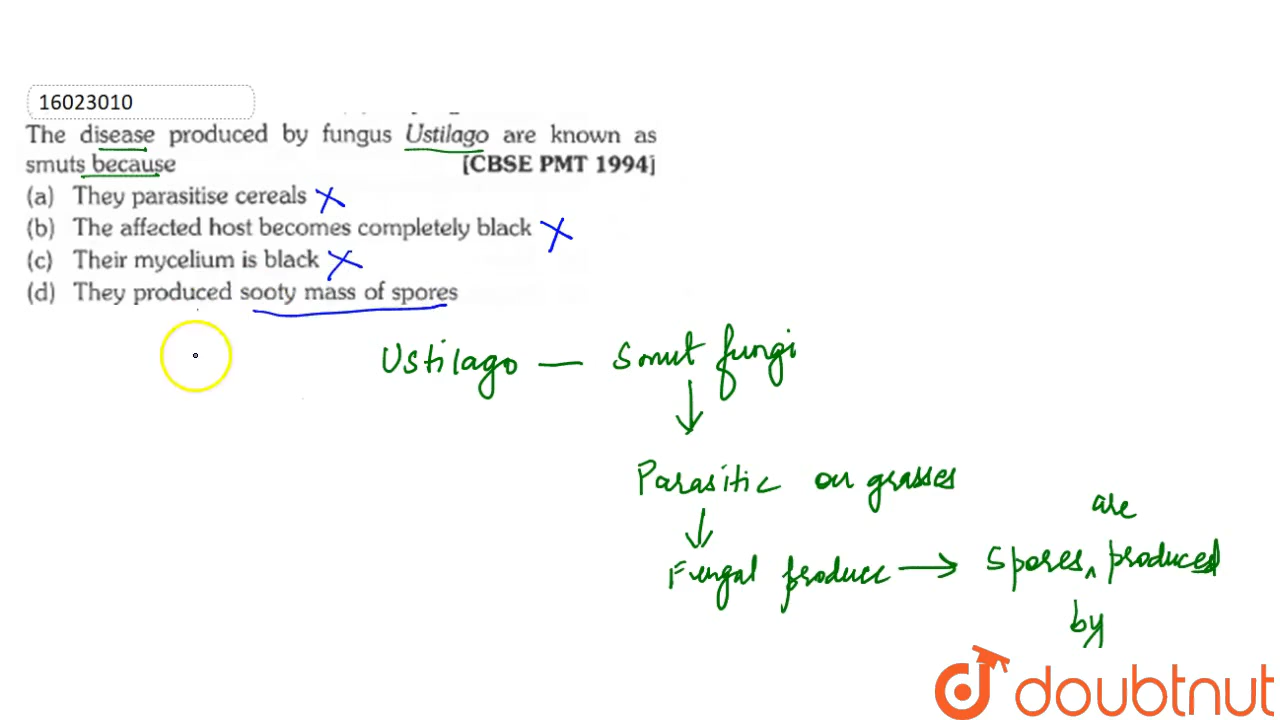 16023010
The disease produced by fungus Ustilago are known as
smuts because [CBSE PMT 1994]
(a) They parasitise cereals
(b) The affected host becomes completely black
(c) Their mycelium is black
(d) They produced sooty mass of spores
Ustilago — Smut fungi
Parasitic on grasses
are
Fungal produce → Spores ^ produced
by
doubtnut